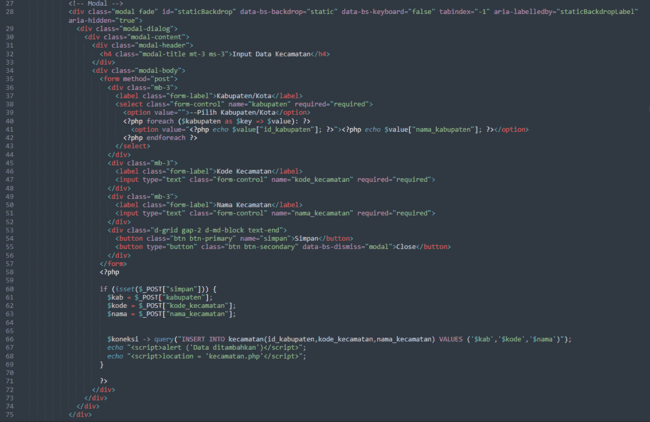 27 <!-- Modal -->
28 <div class="modal fade" id="staticBackdrop" data-bs-backdrop="static" data-bs-keyboard="false" tabindex="-1" aria-labelledby="staticBackdropLabel"
aria-hidden="true">
29 <div class="modal-dialog">
30 <div class="modal-content">
31 <div class="modal-header">
32 <h4 class="modal-title mt-3 ms-3">Input Data Kecamatan</h4>
33 </div>
34 <div class="modal-body">
35 <form method="post">
36 <div class="mb-3">
37 <label class="form-label">Kabupaten/Kota</label>
38 <select class="form-control" name="kabupaten" required="required">
39 <option value="">--Pilih Kabupaten/Kota</option>
40 <?php foreach ($kabupaten as $key => $value): ?>
41 <option value="<?php echo $value["id_kabupaten"]; ?>"><?php echo $value["nama_kabupaten"]; ?></option>
42 <?php endforeach ?>
43 </select>
44 </div>
45 <div class="mb-3">
46 <label class="form-label">Kode Kecamatan</label>
47 <input type="text" class="form-control" name="kode_kecamatan" required="required">
48 </div>
49 <div class="mb-3">
50 <label class="form-label">Nama Kecamatan</label>
51 <input type="text" class="form-control" name="nama_kecamatan" required="required">
52 </div>
53 <div class="d-grid gap-2 d-md-block text-end">
54 <button class="btn btn-primary" name="simpan">Simpan</button>
55 <button type="button" class="btn btn-secondary" data-bs-dismiss="modal">Close</button>
56 </div>
57 </form>
58 <?php
59
60 if (isset($_POST["simpan"])) {
61 $kab = $_POST["kabupaten"];
62 $kode = $_POST["kode_kecamatan"];
63 $nama = $_POST["nama_kecamatan"];
64
65
66 $koneksi -> query("INSERT INTO kecamatan(id_kabupaten,kode_kecamatan,nama_kecamatan) VALUES ('$kab','$kode','$nama')");
67 echo "<script>alert ('Data ditambahkan')</script>";
68 echo "<script>location = 'kecamatan.php'</script>";
69 }
70
71 ?>
72 </div>
73 </div>
74 </div>
75 </div>